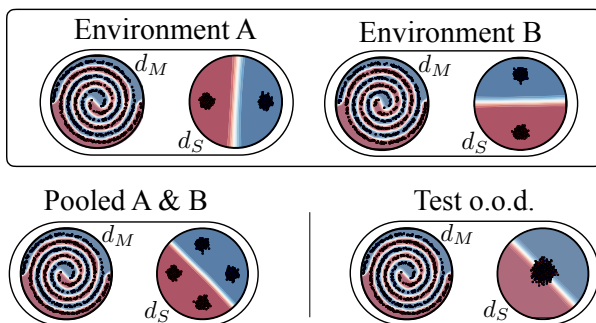 Environment A
Environment B
d_M
d_M
d_S
d_S
Pooled A & B
Test o.o.d.
d_M
d_M
d_S
d_S